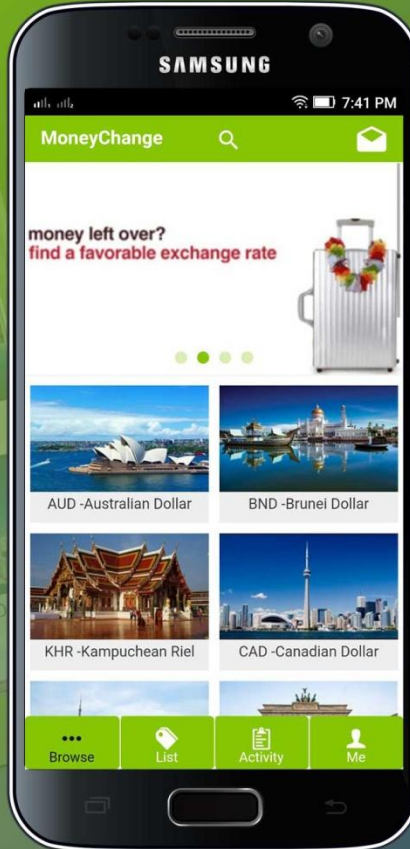 SAMSUNG
7:41 PM
MoneyChange
money left over?
find a favorable exchange rate
AUD -Australian Dollar
BND -Brunei Dollar
KHR -Kampuchean Riel
CAD -Canadian Dollar
Browse
List
Activity
Me